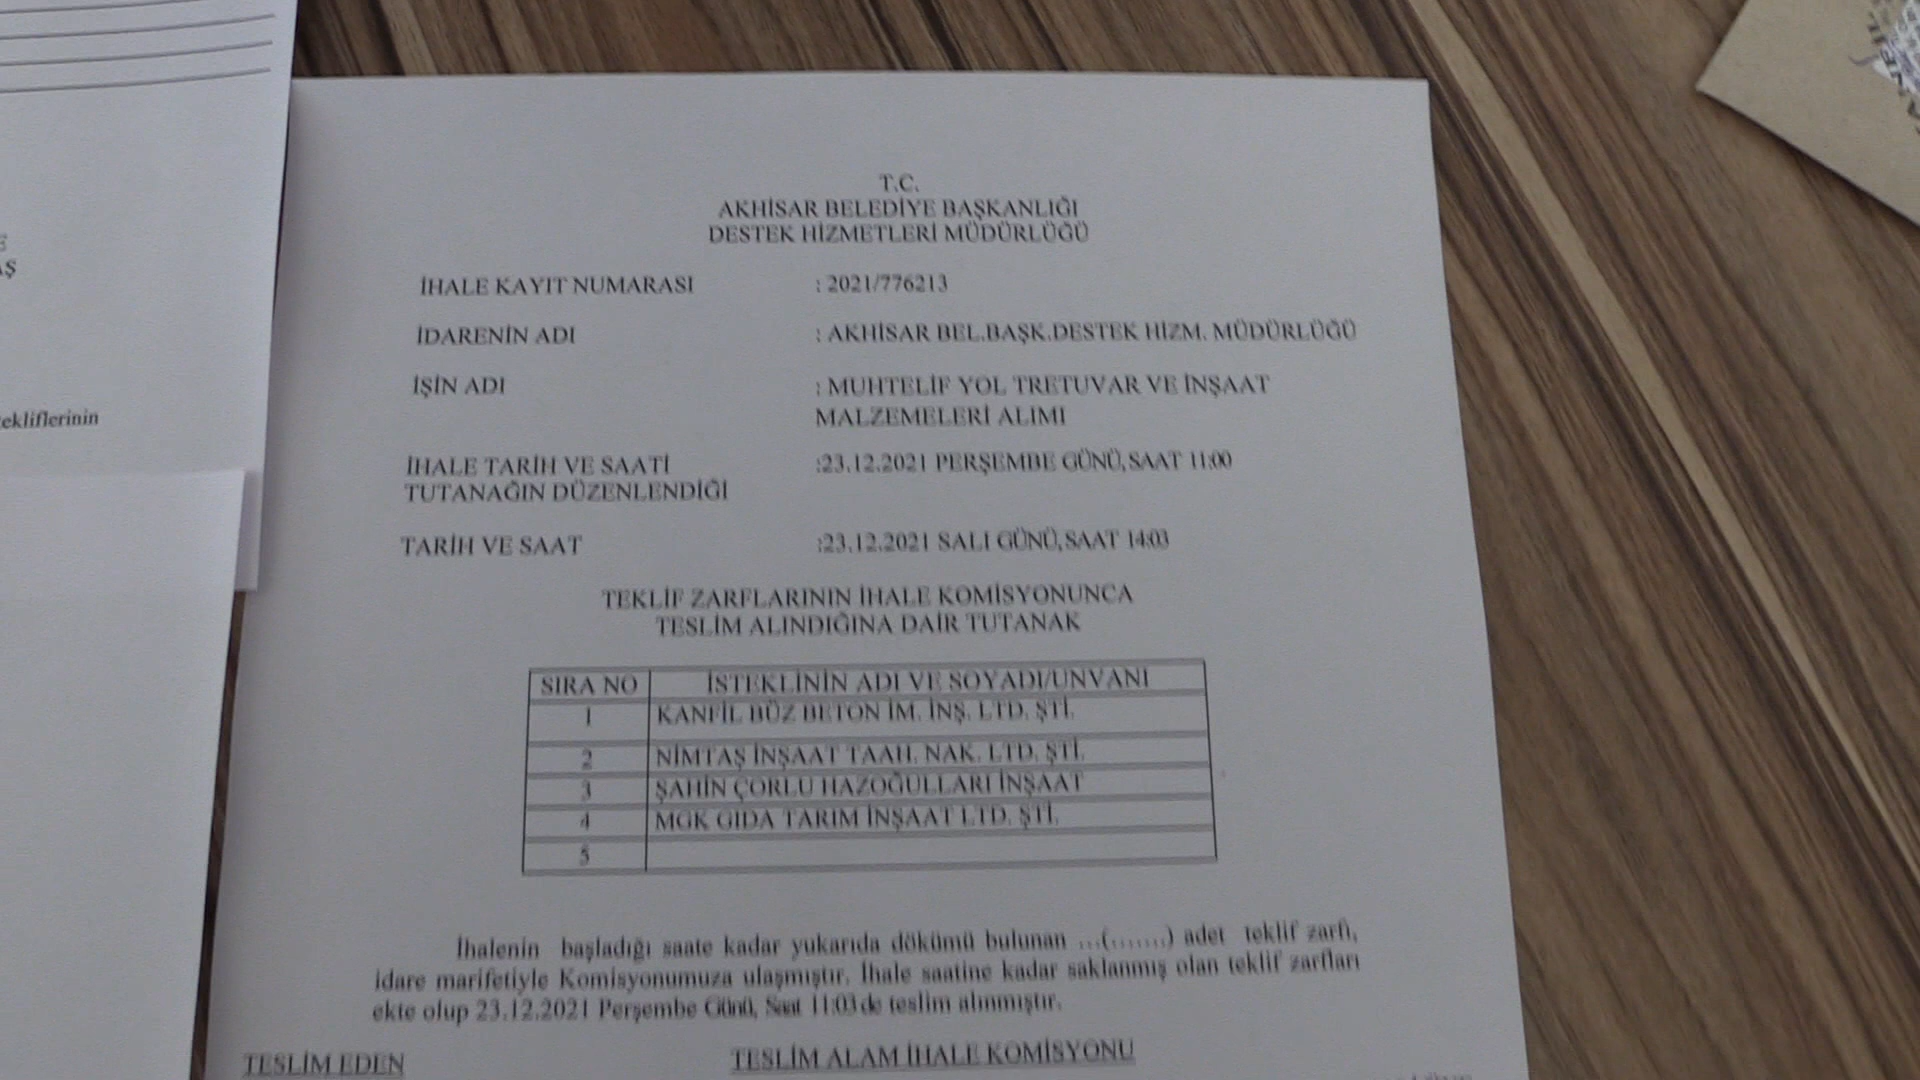 T.C.
AKHİSAR BELEDİYE BAŞKANLIĞI
DESTEK HİZMETLERİ MÜDÜRLÜĞÜ
İHALE KAYIT NUMARASI : 2021/776213
İDARENİN ADI : AKHİSAR BEL.BAŞK.DESTEK HİZM. MÜDÜRLÜĞÜ
İŞİN ADI : MUHTELİF YOL TRETUVAR VE İNŞAAT
MALZEMELERİ ALIMI
İHALE TARİH VE SAATİ :23.12.2021 PERŞEMBE GÜNÜ, SAAT 11:00
TUTANAĞIN DÜZENLENDİĞİ
TARİH VE SAAT :23.12.2021 SALI GÜNÜ, SAAT 14:03
TEKLİF ZARFLARININ İHALE KOMİSYONUNCA
TESLİM ALINDIĞINA DAİR TUTANAK
SIRA NO İSTEKLİNİN ADI VE SOYADI/UNVANI
1 KANFİL BÜZ BETON İM. İNŞ. LTD. ŞTİ.
2 NİMTAŞ İNŞAAT TAAH. NAK. LTD. ŞTİ.
3 ŞAHİN ÇORLU HAZOĞULLARI İNŞAAT
4 MGK GIDA TARIM İNŞAAT LTD. ŞTİ.
5
İhalenin başladığı saate kadar yukarıda dökümü bulunan ...(.......) adet teklif zarfı,
idare marifetiyle Komisyonumuza ulaşmıştır. İhale saatine kadar saklanmış olan teklif zarfları
ekte olup 23.12.2021 Perşembe Günü, Saat 11:03 de teslim alınmıştır.
TESLİM EDEN TESLİM ALAM İHALE KOMİSYONU
E
AŞ
tekliflerinin